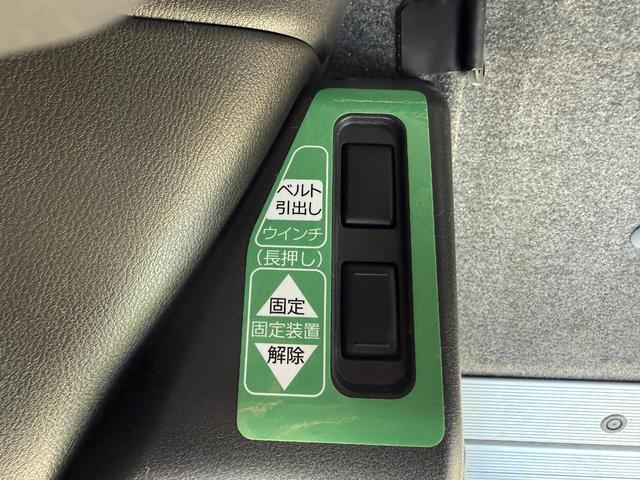 ベルト
引出し
ウインチ
(長押し)
固定
固定装置
解除